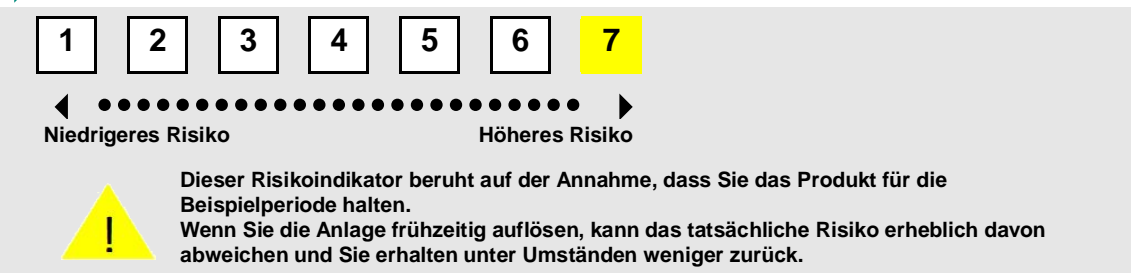 1 2 3 4 5 6 7
Niedrigeres Risiko Höheres Risiko
Dieser Risikoindikator beruht auf der Annahme, dass Sie das Produkt für die
Beispielperiode halten.
! Wenn Sie die Anlage frühzeitig auflösen, kann das tatsächliche Risiko erheblich davon
abweichen und Sie erhalten unter Umständen weniger zurück.